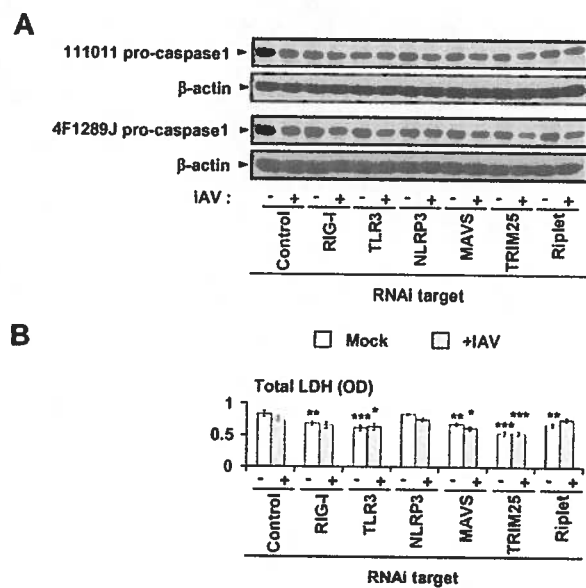 A
111011 pro-caspase1
β-actin
4F1289J pro-caspase1
β-actin
IAV : - + - + - + - + - + - + - +
Control RIG-I TLR3 NLRP3 MAVS TRIM25 Riplet
RNAi target
B
Mock +IAV
Total LDH (OD)
1
0.5
0
** *** * ** * *** *** **
- + - + - + - + - + - + - +
Control RIG-I TLR3 NLRP3 MAVS TRIM25 Riplet
RNAi target